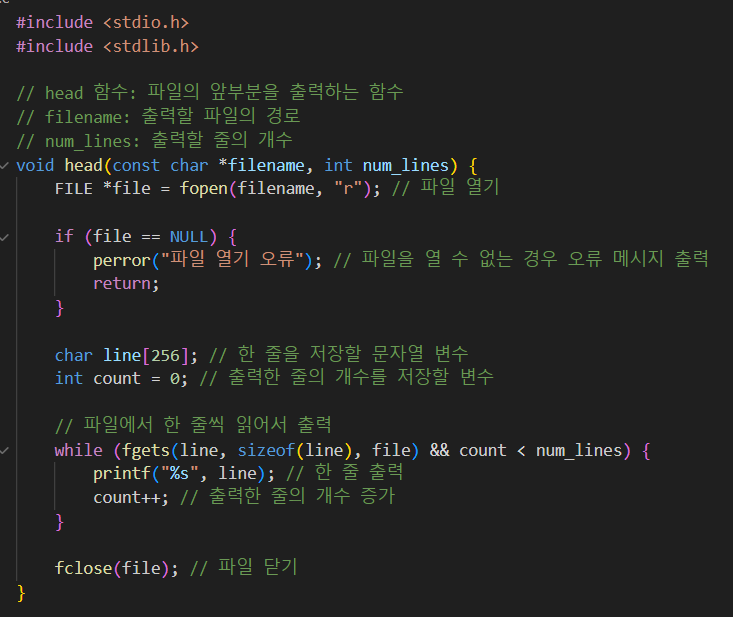 #include <stdio.h>
#include <stdlib.h>
// head 함수: 파일의 앞부분을 출력하는 함수
// filename: 출력할 파일의 경로
// num_lines: 출력할 줄의 개수
void head(const char *filename, int num_lines) {
FILE *file = fopen(filename, "r"); // 파일 열기
if (file == NULL) {
perror("파일 열기 오류"); // 파일을 열 수 없는 경우 오류 메시지 출력
return;
}
char line[256]; // 한 줄을 저장할 문자열 변수
int count = 0; // 출력한 줄의 개수를 저장할 변수
// 파일에서 한 줄씩 읽어서 출력
while (fgets(line, sizeof(line), file) && count < num_lines) {
printf("%s", line); // 한 줄 출력
count++; // 출력한 줄의 개수 증가
}
fclose(file); // 파일 닫기
}